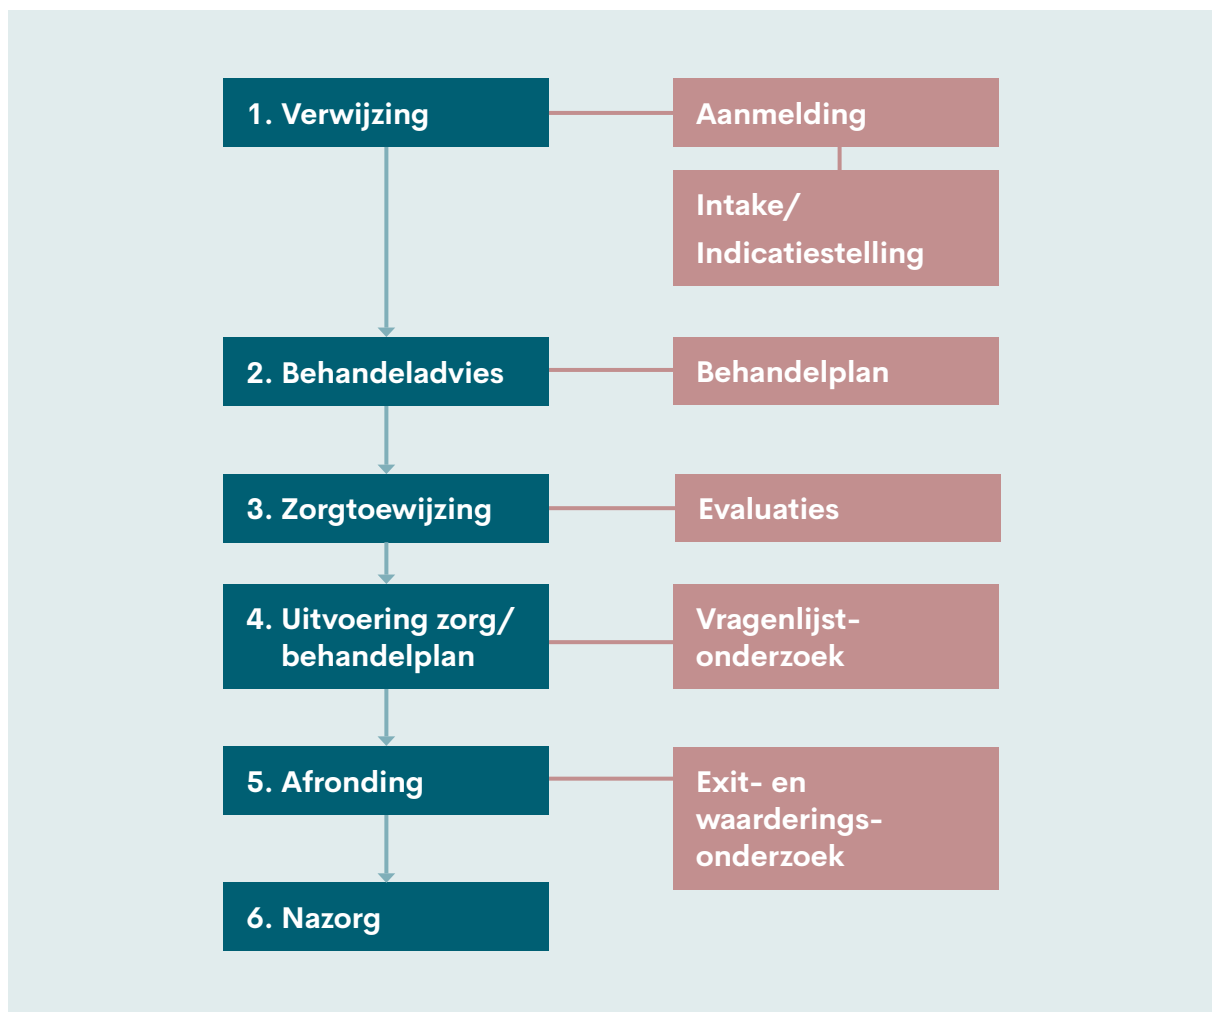 1. Verwijzing
Aanmelding
Intake/
Indicatiestelling
2. Behandeladvies
Behandelplan
3. Zorgtoewijzing
Evaluaties
4. Uitvoering zorg/
behandelplan
Vragenlijst-
onderzoek
5. Afronding
Exit- en
waarderings-
onderzoek
6. Nazorg